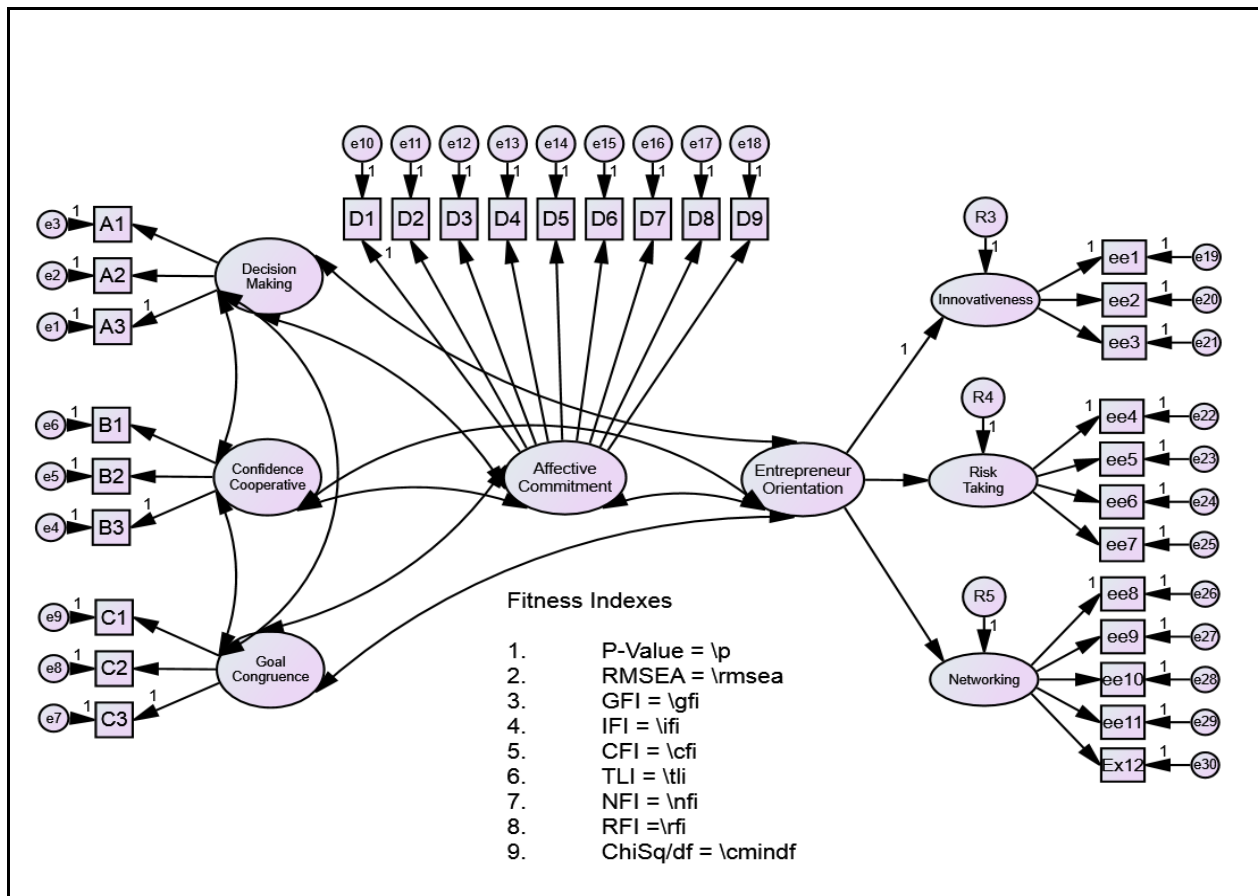 e10 e11 e12 e13 e14 e15 e16 e17 e18
1 1 1 1 1 1 1 1 1
D1 D2 D3 D4 D5 D6 D7 D8 D9
1
e3 1 A1
e2 1 A2
e1 1 A3 1
Decision
Making
e6 1 B1
e5 1 B2
e4 1 B3 1
Confidence
Cooperative
e9 1 C1
e8 1 C2
e7 1 C3 1
Goal
Congruence
Affective
Commitment
Entrepreneur
Orientation
R3
1
Innovativeness
1
1 ee1 1 e19
ee2 1 e20
ee3 1 e21
R4
1
Risk
Taking
1 ee4 1 e22
ee5 1 e23
ee6 1 e24
ee7 1 e25
R5
1
Networking
1 ee8 1 e26
ee9 1 e27
ee10 1 e28
ee11 1 e29
Ex12 1 e30
Fitness Indexes
1. P-Value = \p
2. RMSEA = \rmsea
3. GFI = \gfi
4. IFI = \ifi
5. CFI = \cfi
6. TLI = \tli
7. NFI = \nfi
8. RFI =\rfi
9. ChiSq/df = \cmindf